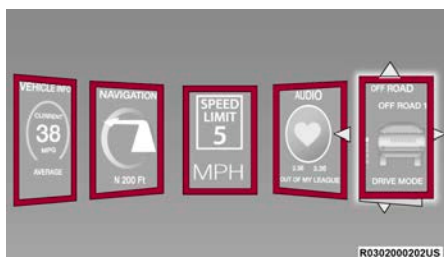 VEHICLE INFO
CURRENT
38
MPG
AVERAGE
NAVIGATION
N 200 Ft
SPEED
LIMIT
5
MPH
AUDIO
OUT OF MY LEAGUE
OFF ROAD
OFF ROAD 1
DRIVE MODE
R0302000202US